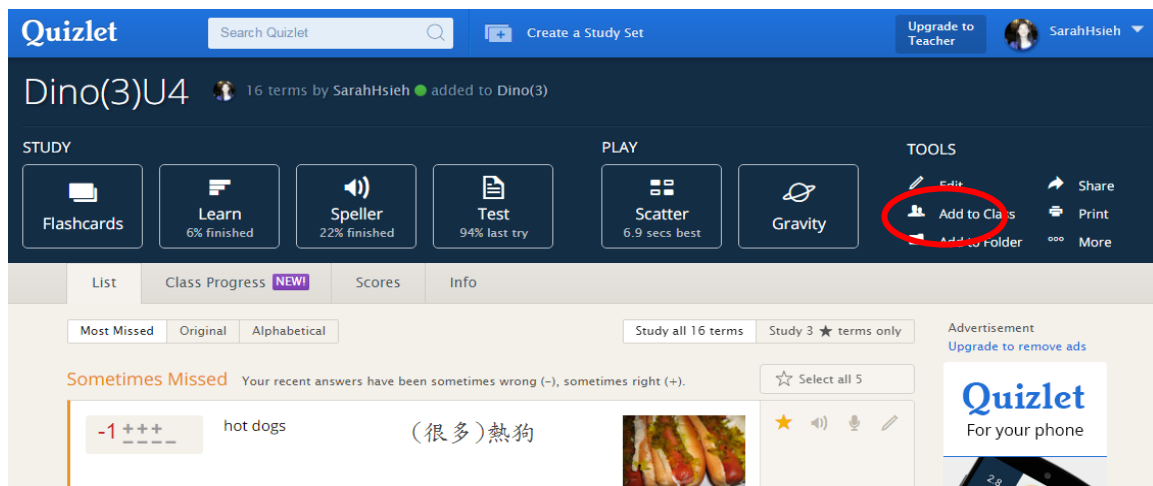 Quizlet
Search Quizlet
Create a Study Set
Upgrade to
Teacher
SarahHsieh
Dino(3)U4
16 terms by SarahHsieh added to Dino(3)
STUDY
PLAY
TOOLS
Flashcards
Learn
6% finished
Speller
22% finished
Test
94% last try
Scatter
6.9 secs best
Gravity
Edit
Share
Add to Class
Print
Add to Folder
More
List
Class Progress NEW!
Scores
Info
Most Missed
Original
Alphabetical
Study all 16 terms
Study 3 ★ terms only
Advertisement
Upgrade to remove ads
Sometimes Missed Your recent answers have been sometimes wrong (–), sometimes right (+).
Select all 5
-1 +++
hot dogs
(很多)熱狗
Quizlet
For your phone
2.8